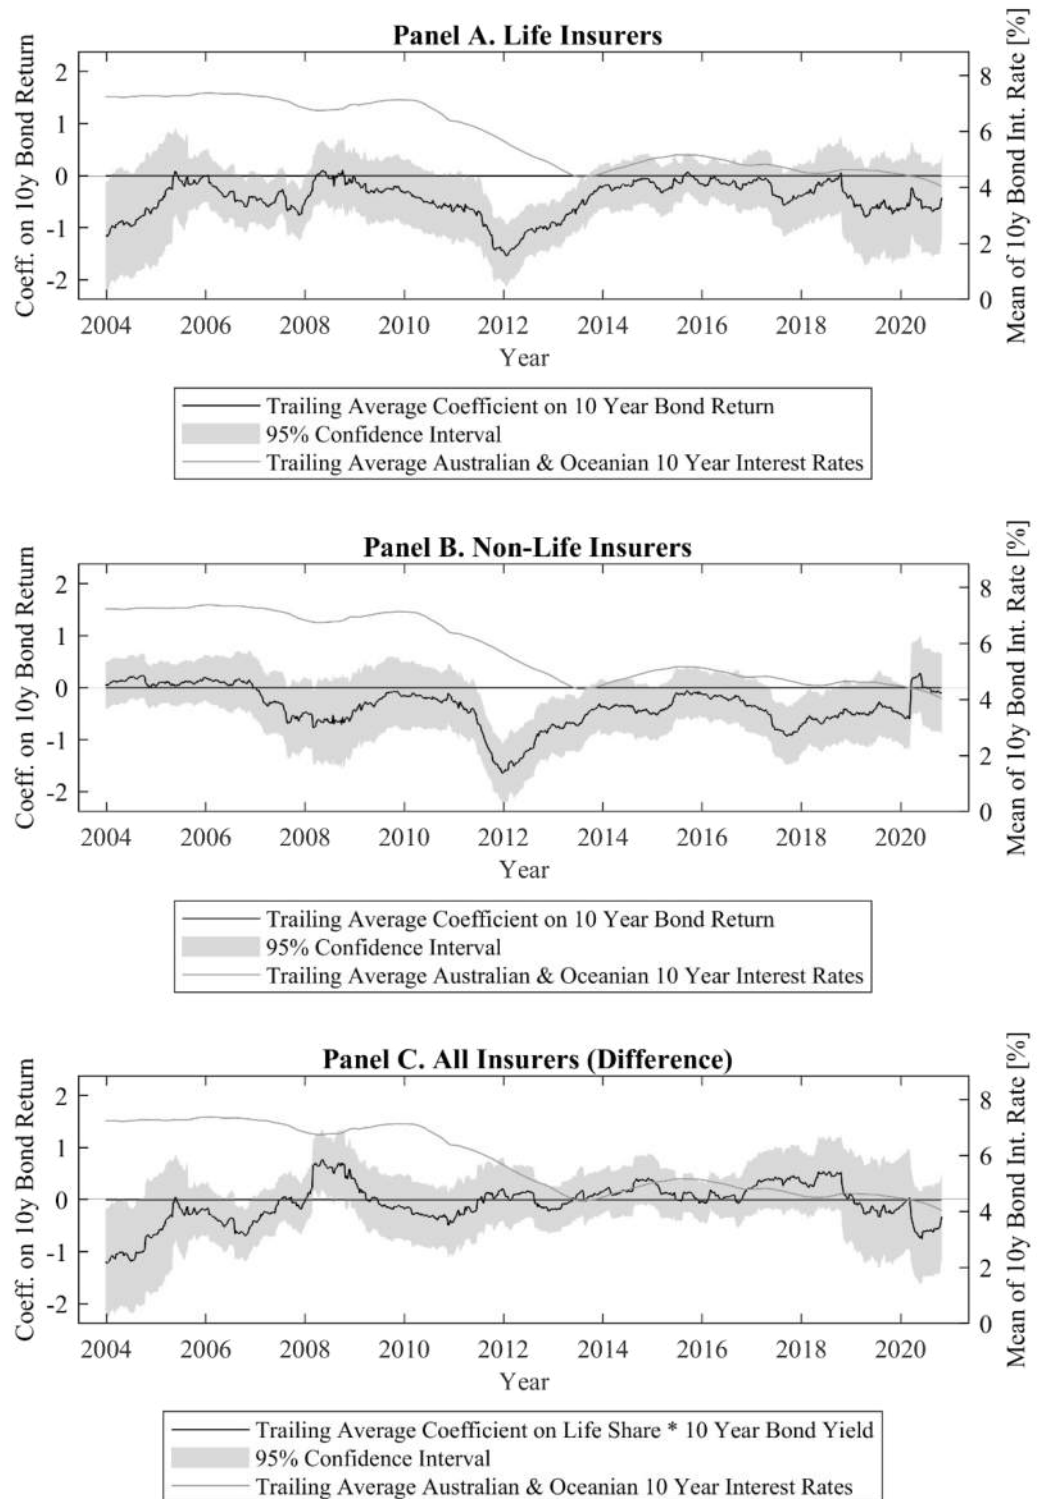 Panel A. Life Insurers
Coeff. on 10y Bond Return
Mean of 10y Bond Int. Rate [%]
2
1
0
-1
-2
8
6
4
2
0
2004 2006 2008 2010 2012 2014 2016 2018 2020
Year
Trailing Average Coefficient on 10 Year Bond Return
95% Confidence Interval
Trailing Average Australian & Oceanian 10 Year Interest Rates
Panel B. Non-Life Insurers
Coeff. on 10y Bond Return
Mean of 10y Bond Int. Rate [%]
2
1
0
-1
-2
8
6
4
2
0
2004 2006 2008 2010 2012 2014 2016 2018 2020
Year
Trailing Average Coefficient on 10 Year Bond Return
95% Confidence Interval
Trailing Average Australian & Oceanian 10 Year Interest Rates
Panel C. All Insurers (Difference)
Coeff. on 10y Bond Return
Mean of 10y Bond Int. Rate [%]
2
1
0
-1
-2
8
6
4
2
0
2004 2006 2008 2010 2012 2014 2016 2018 2020
Year
Trailing Average Coefficient on Life Share * 10 Year Bond Yield
95% Confidence Interval
Trailing Average Australian & Oceanian 10 Year Interest Rates